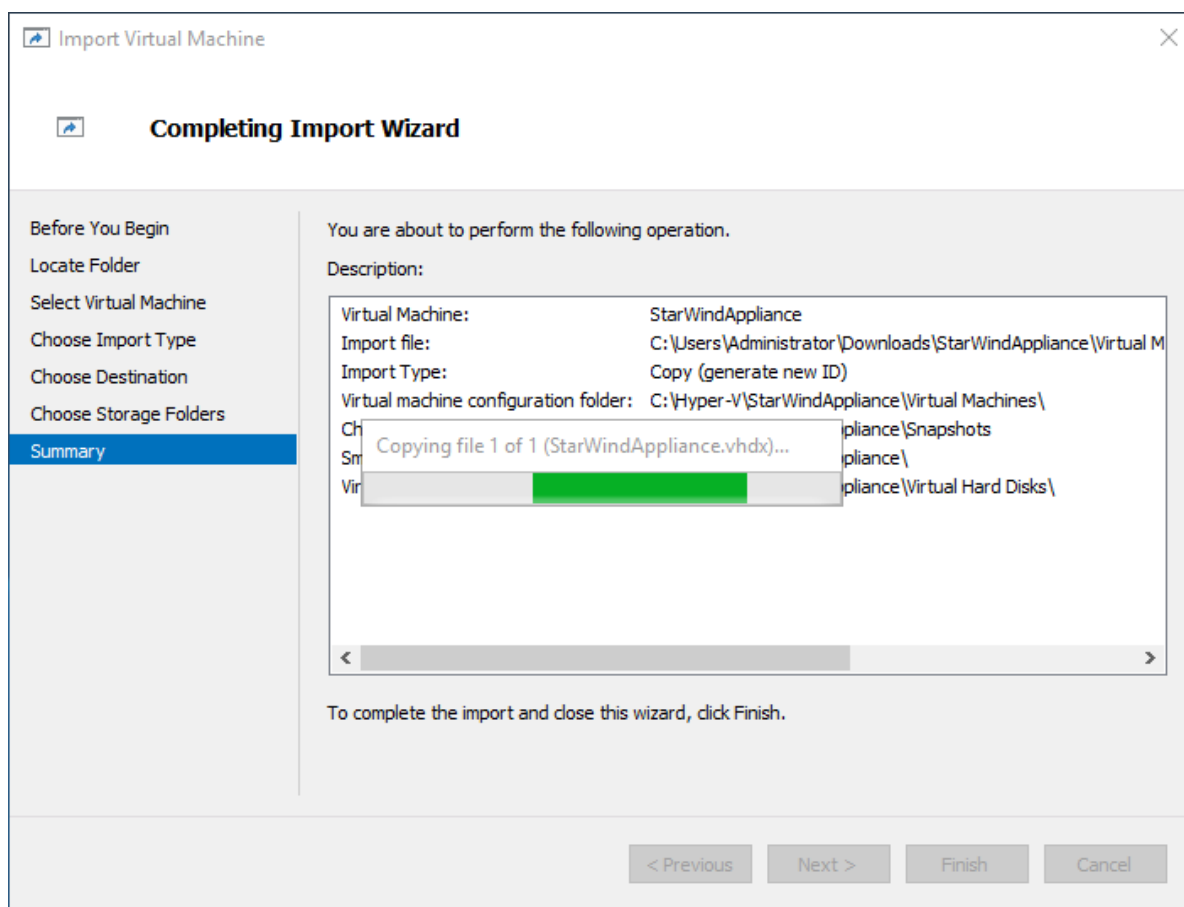 Import Virtual Machine
Completing Import Wizard
Before You Begin
Locate Folder
Select Virtual Machine
Choose Import Type
Choose Destination
Choose Storage Folders
Summary
You are about to perform the following operation.
Description:
Virtual Machine: StarWindAppliance
Import file: C:\Users\Administrator\Downloads\StarWindAppliance\Virtual M
Import Type: Copy (generate new ID)
Virtual machine configuration folder: C:\Hyper-V\StarWindAppliance\Virtual Machines\
Ch pliance\Snapshots
Sm pliance\
Vir pliance\Virtual Hard Disks\
Copying file 1 of 1 (StarWindAppliance.vhdx)...
To complete the import and close this wizard, click Finish.
< Previous Next > Finish Cancel